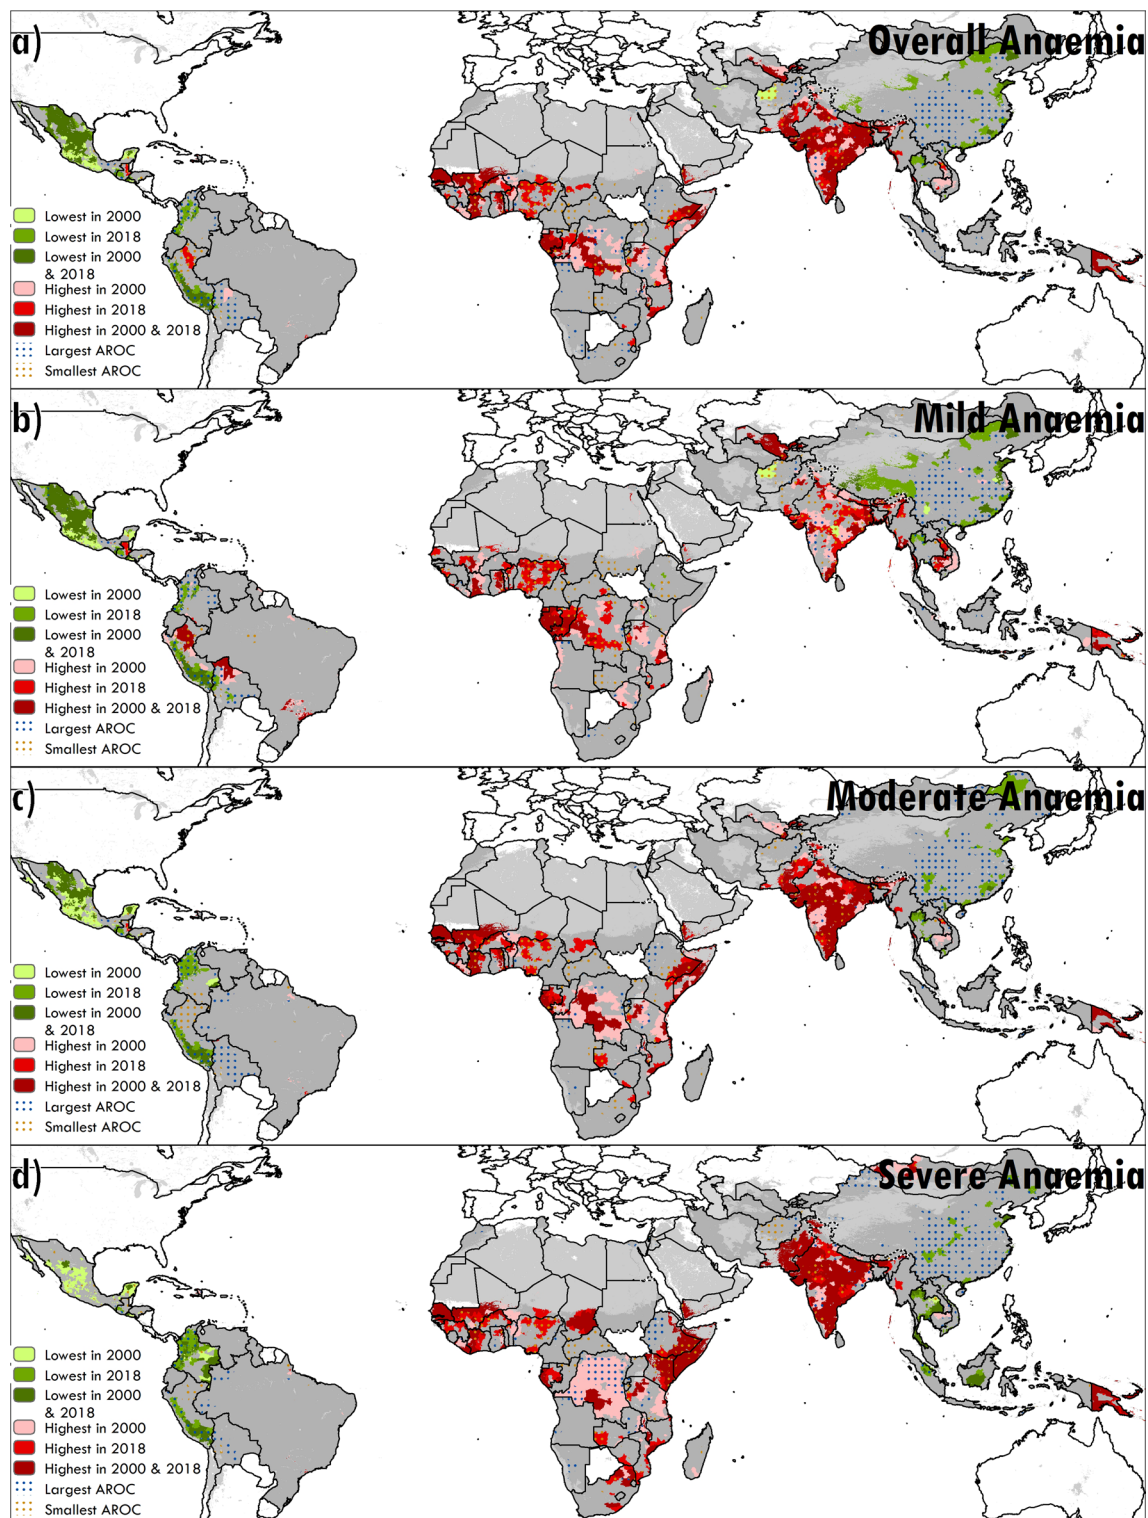 a)
Overall Anaemia
Lowest in 2000
Lowest in 2018
Lowest in 2000
& 2018
Highest in 2000
Highest in 2018
Highest in 2000 & 2018
Largest AROC
Smallest AROC
b)
Mild Anaemia
Lowest in 2000
Lowest in 2018
Lowest in 2000
& 2018
Highest in 2000
Highest in 2018
Highest in 2000 & 2018
Largest AROC
Smallest AROC
c)
Moderate Anaemia
Lowest in 2000
Lowest in 2018
Lowest in 2000
& 2018
Highest in 2000
Highest in 2018
Highest in 2000 & 2018
Largest AROC
Smallest AROC
d)
Severe Anaemia
Lowest in 2000
Lowest in 2018
Lowest in 2000
& 2018
Highest in 2000
Highest in 2018
Highest in 2000 & 2018
Largest AROC
Smallest AROC